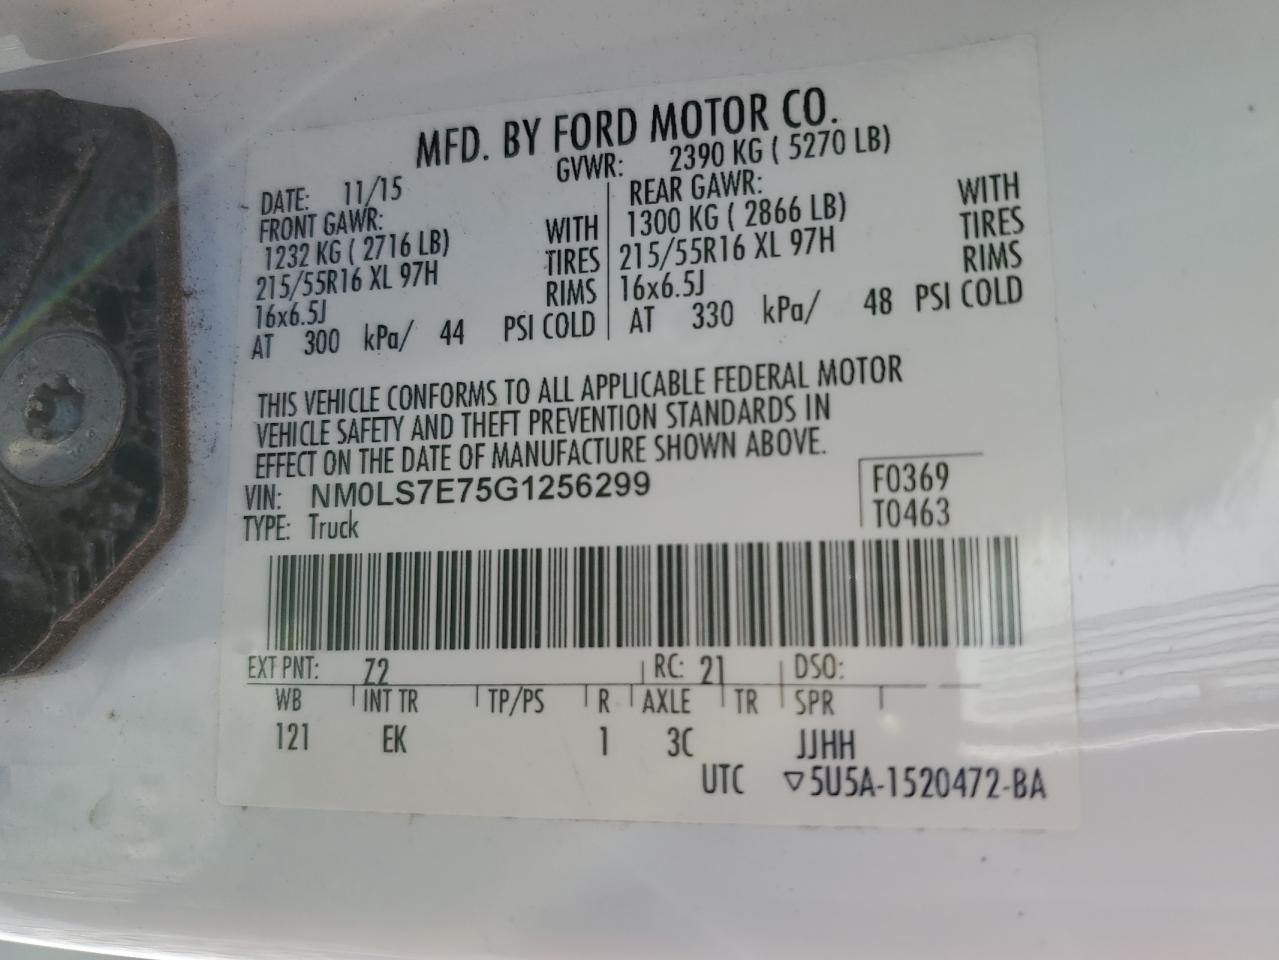 MFD. BY FORD MOTOR CO.
DATE: 11/15
GVWR: 2390 KG ( 5270 LB)
FRONT GAWR:
1232 KG ( 2716 LB) WITH
215/55R16 XL 97H TIRES
16x6.5J RIMS
AT 300 kPa/ 44 PSI COLD
REAR GAWR:
1300 KG ( 2866 LB) WITH
215/55R16 XL 97H TIRES
16x6.5J RIMS
AT 330 kPa/ 48 PSI COLD
THIS VEHICLE CONFORMS TO ALL APPLICABLE FEDERAL MOTOR
VEHICLE SAFETY AND THEFT PREVENTION STANDARDS IN
EFFECT ON THE DATE OF MANUFACTURE SHOWN ABOVE.
VIN: NM0LS7E75G1256299
TYPE: Truck
F0369
T0463
EXT PNT: Z2 RC: 21 DSO:
WB INT TR TP/PS R AXLE TR SPR
121 EK 1 3C JJHH
UTC ▽5U5A-1520472-BA